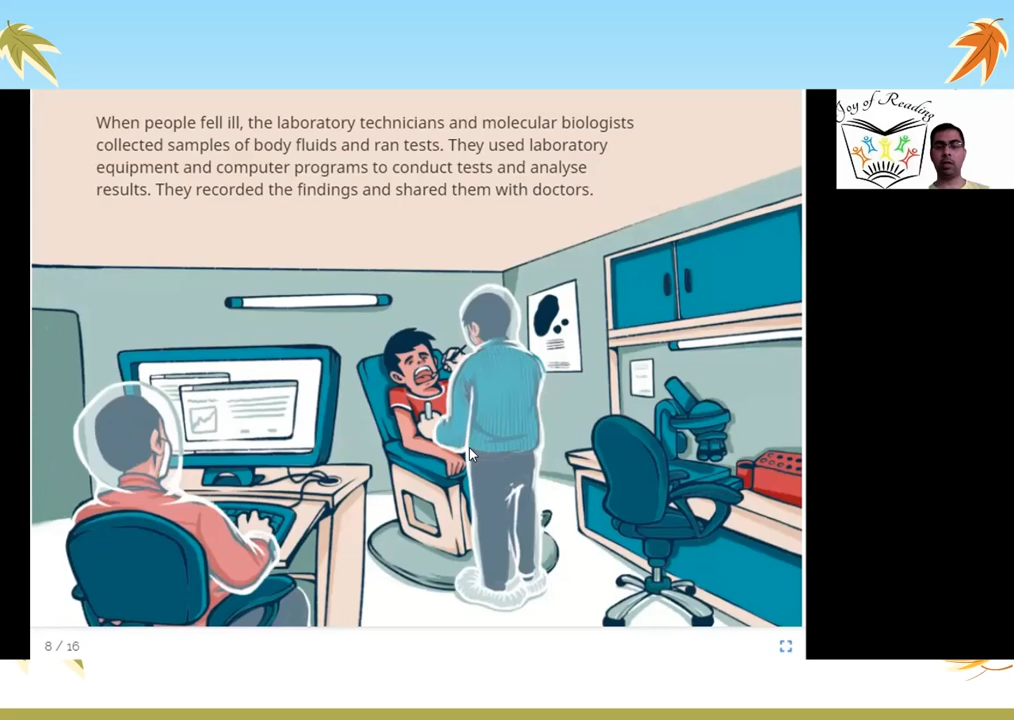 When people fell ill, the laboratory technicians and molecular biologists
collected samples of body fluids and ran tests. They used laboratory
equipment and computer programs to conduct tests and analyse
results. They recorded the findings and shared them with doctors.
Joy of Reading
8 / 16